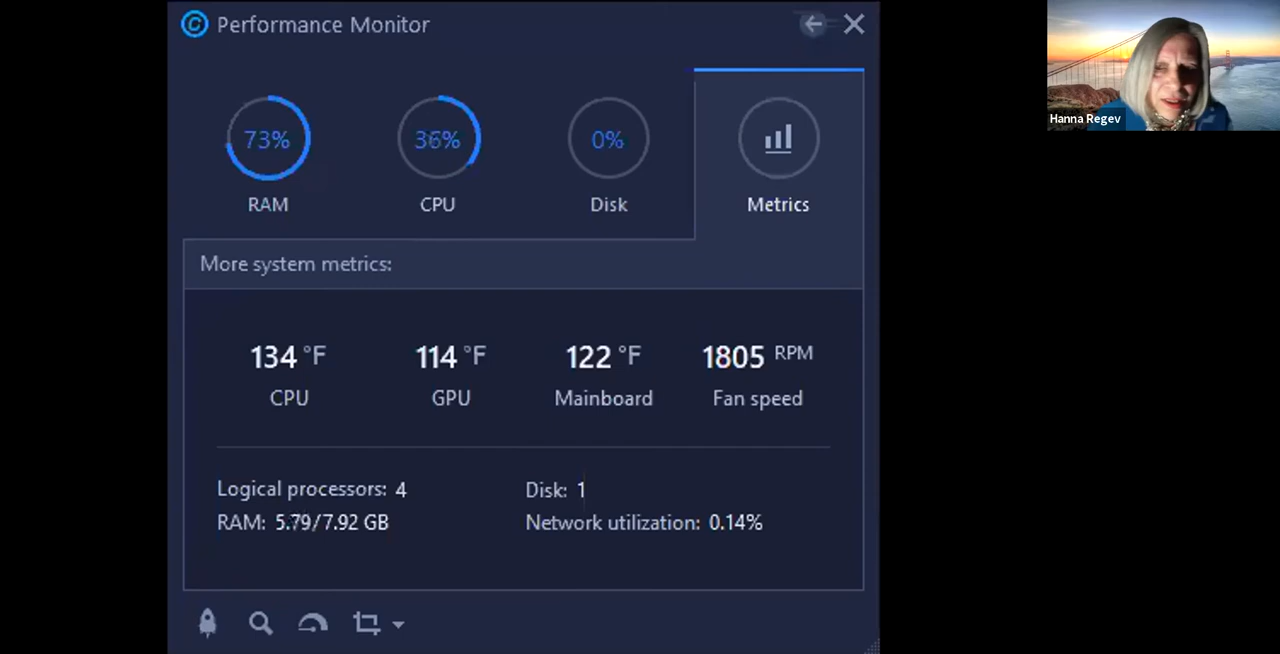 Performance Monitor
73% 36% 0%
RAM CPU Disk Metrics
Hanna Regev
More system metrics:
134 °F 114 °F 122 °F 1805 RPM
CPU GPU Mainboard Fan speed
Logical processors: 4 Disk: 1
RAM: 5.79/7.92 GB Network utilization: 0.14%